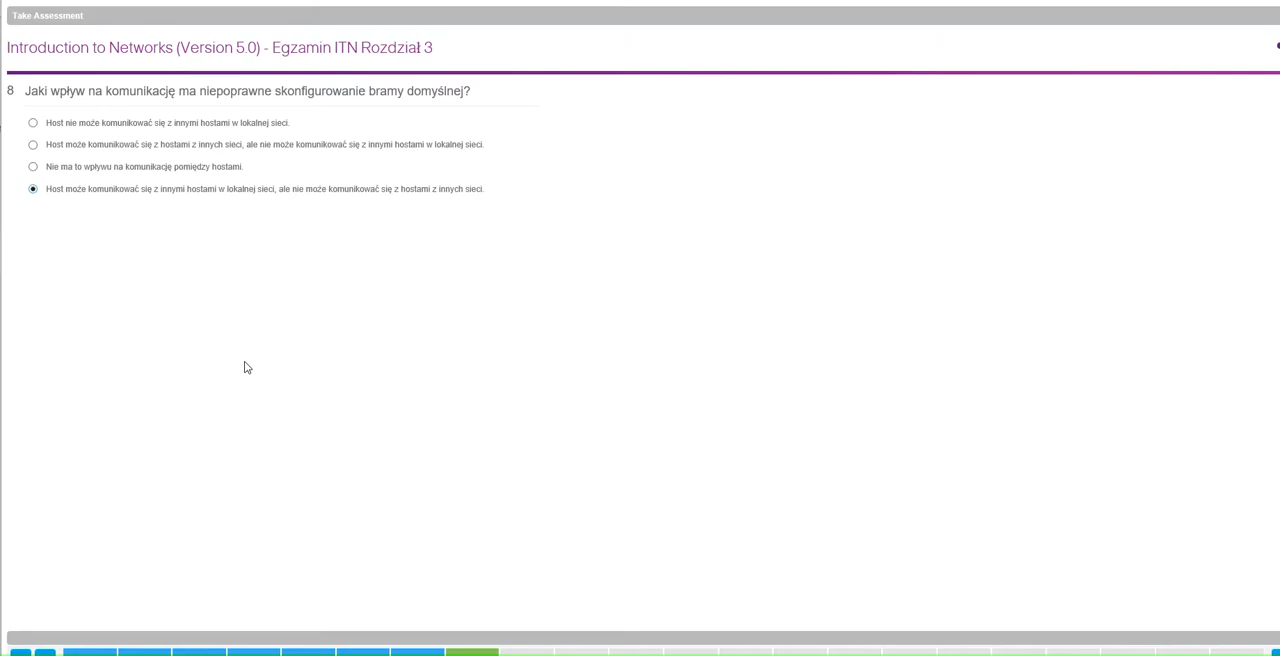 Take Assessment
Introduction to Networks (Version 5.0) - Egzamin ITN Rozdział 3
8 Jaki wpływ na komunikację ma niepoprawne skonfigurowanie bramy domyślnej?
Host nie może komunikować się z innymi hostami w lokalnej sieci.
Host może komunikować się z hostami z innych sieci, ale nie może komunikować się z innymi hostami w lokalnej sieci.
Nie ma to wpływu na komunikację pomiędzy hostami.
Host może komunikować się z innymi hostami w lokalnej sieci, ale nie może komunikować się z hostami z innych sieci.